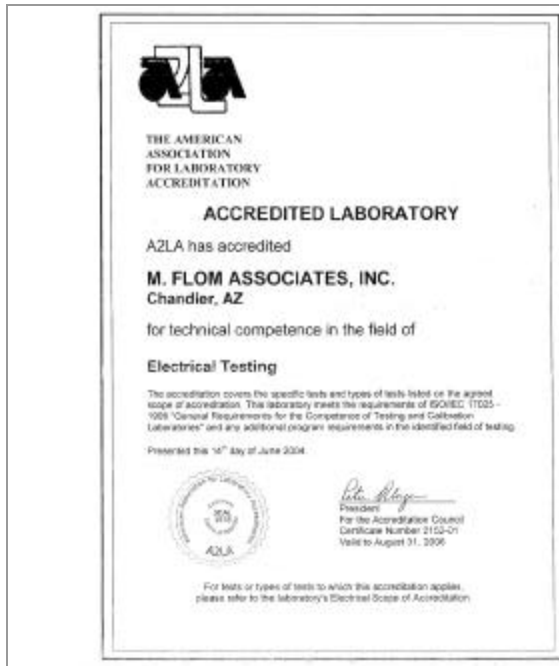 THE AMERICAN
ASSOCIATION
FOR LABORATORY
ACCREDITATION
ACCREDITED LABORATORY
A2LA has accredited
M. FLOM ASSOCIATES, INC.
Chandler, AZ
for technical competence in the field of
Electrical Testing
The accreditation covers the specific tests and types of tests listed on the agreed
scope of accreditation. This laboratory meets the requirements of ISO/IEC 17025 -
1999 "General Requirements for the Competence of Testing and Calibration
Laboratories" and any additional program requirements in the identified field of testing.
Presented this 14th day of June 2004.
President
For the Accreditation Council
Certificate Number 2152-01
Valid to August 31, 2006
A2LA
For tests or types of tests to which this accreditation applies,
please refer to the laboratory's Electrical Scope of Accreditation